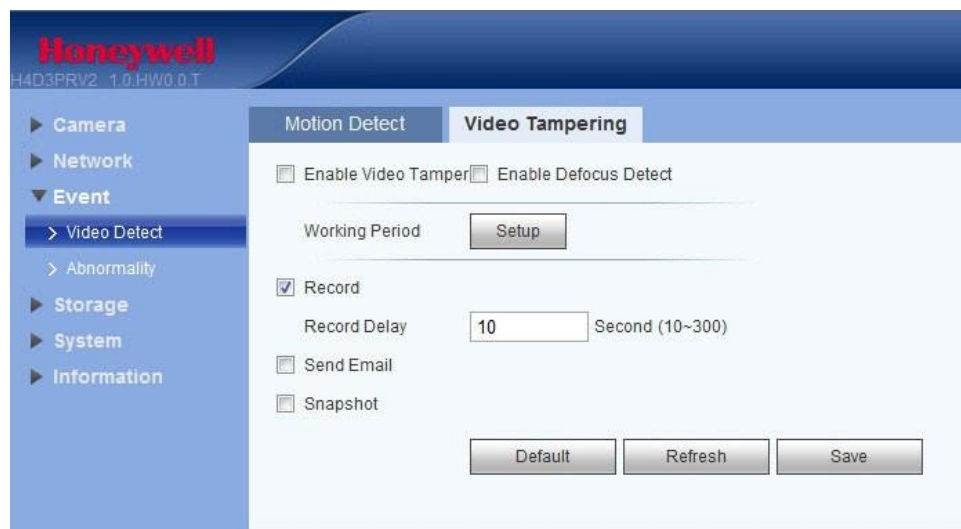 Honeywell
H4D3PRV2 1.0.HW0.0.T
Camera
Network
Event
Video Detect
Abnormality
Storage
System
Information
Motion Detect
Video Tampering
Enable Video Tamper
Enable Defocus Detect
Working Period
Setup
Record
Record Delay
10
Second (10~300)
Send Email
Snapshot
Default
Refresh
Save